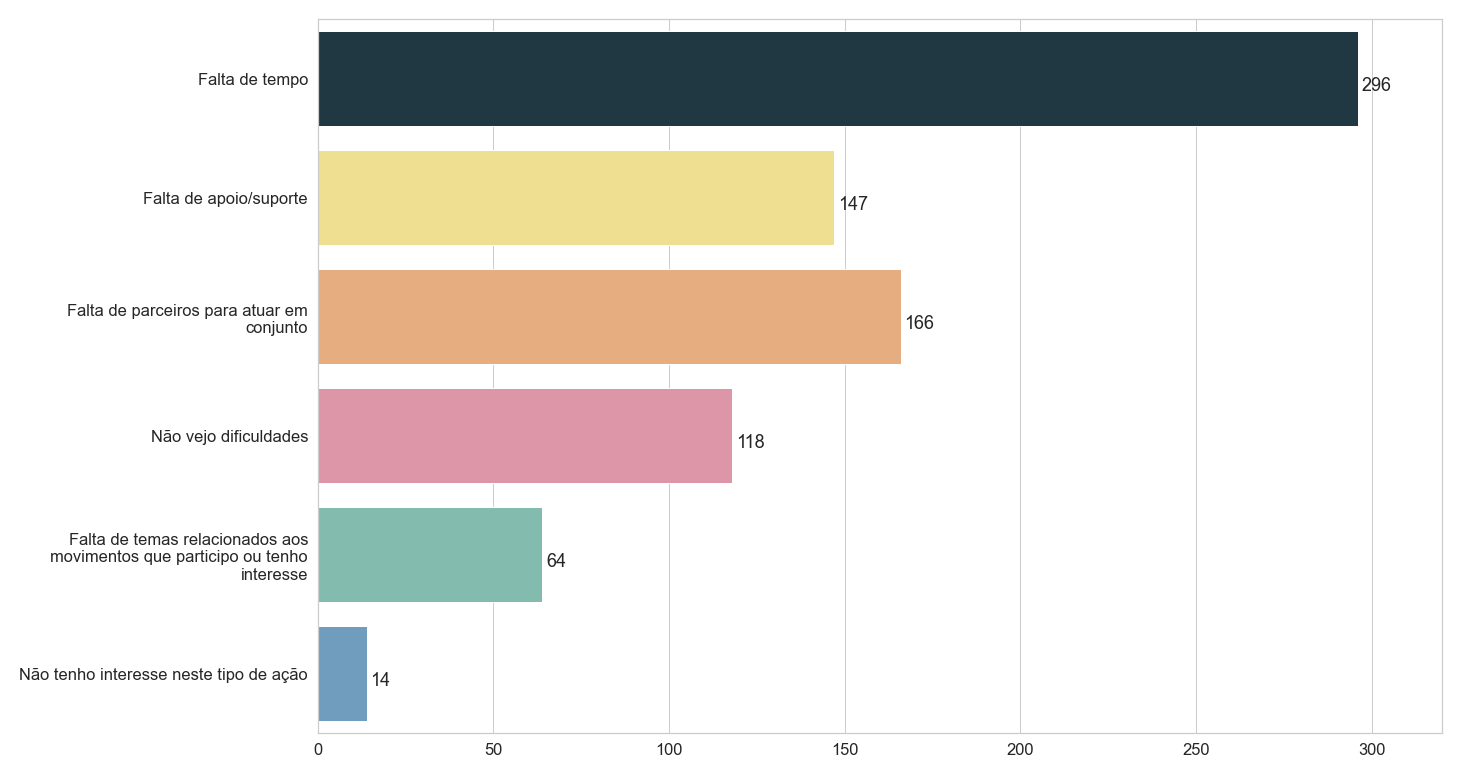 Falta de tempo
296
Falta de apoio/suporte
147
Falta de parceiros para atuar em
conjunto
166
Não vejo dificuldades
118
Falta de temas relacionados aos
movimentos que participo ou tenho
interesse
64
Não tenho interesse neste tipo de ação
14
0 50 100 150 200 250 300